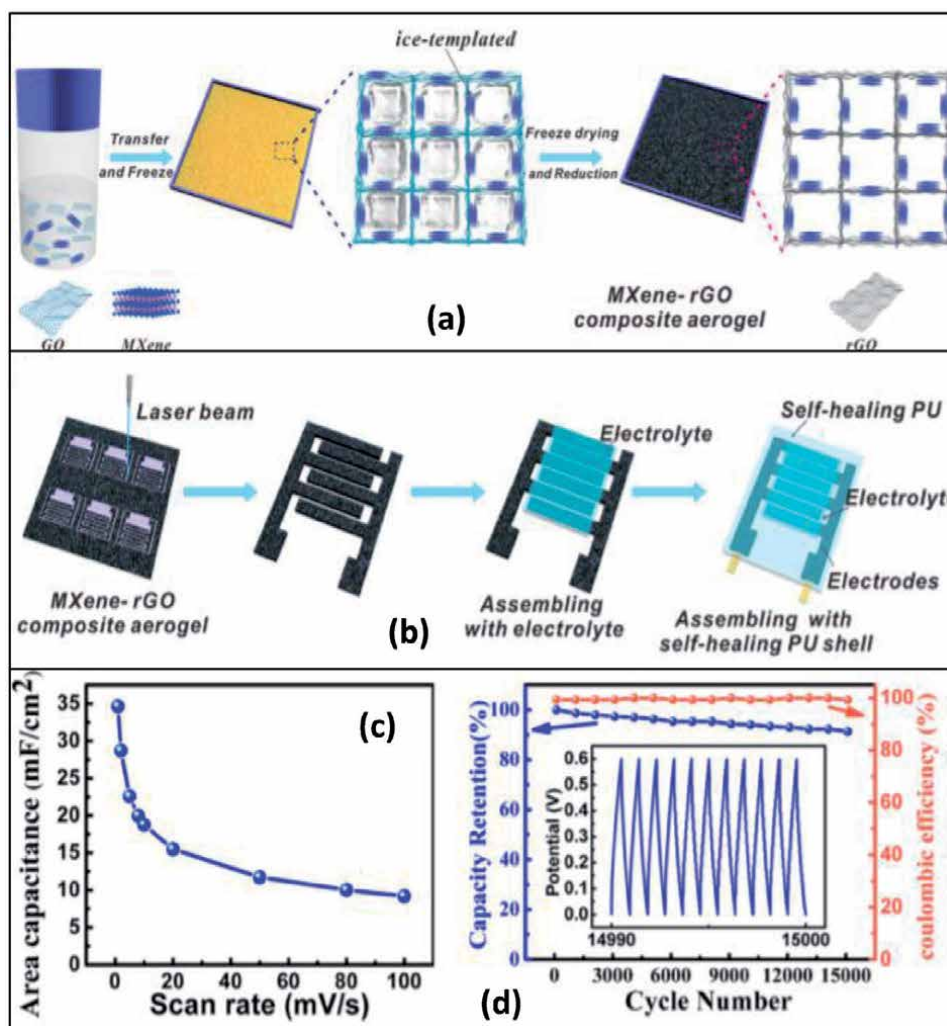 ice-templated
Transfer
and Freeze
Freeze drying
and Reduction
GO
MXene
(a)
MXene- rGO
composite aerogel
rGO
Laser beam
MXene- rGO
composite aerogel
(b)
Electrolyte
Assembling
with electrolyte
Self-healing PU
Electrolyte
Electrodes
Assembling with
self-healing PU shell
Area capacitance (mF/cm²)
35
30
25
20
15
10
5
0
0 20 40 60 80 100
Scan rate (mV/s)
(c)
Capacity Retention(%)
100
80
60
40
20
0
Potential (V)
0.6
0.5
0.4
0.3
0.2
0.1
0.0
14990 15000
0 3000 6000 9000 12000 15000
Cycle Number
100
80
60
40
20
0
coulombic efficiency (%)
(d)